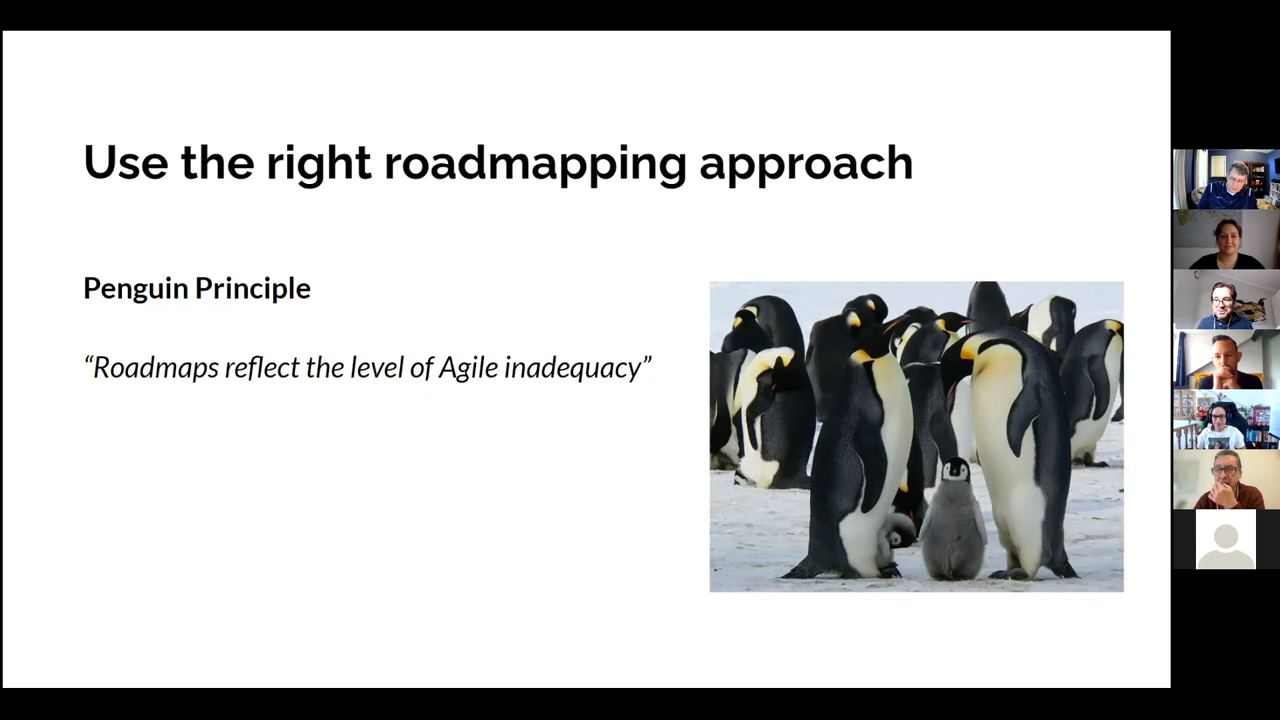 Use the right roadmapping approach
Penguin Principle
“Roadmaps reflect the level of Agile inadequacy”